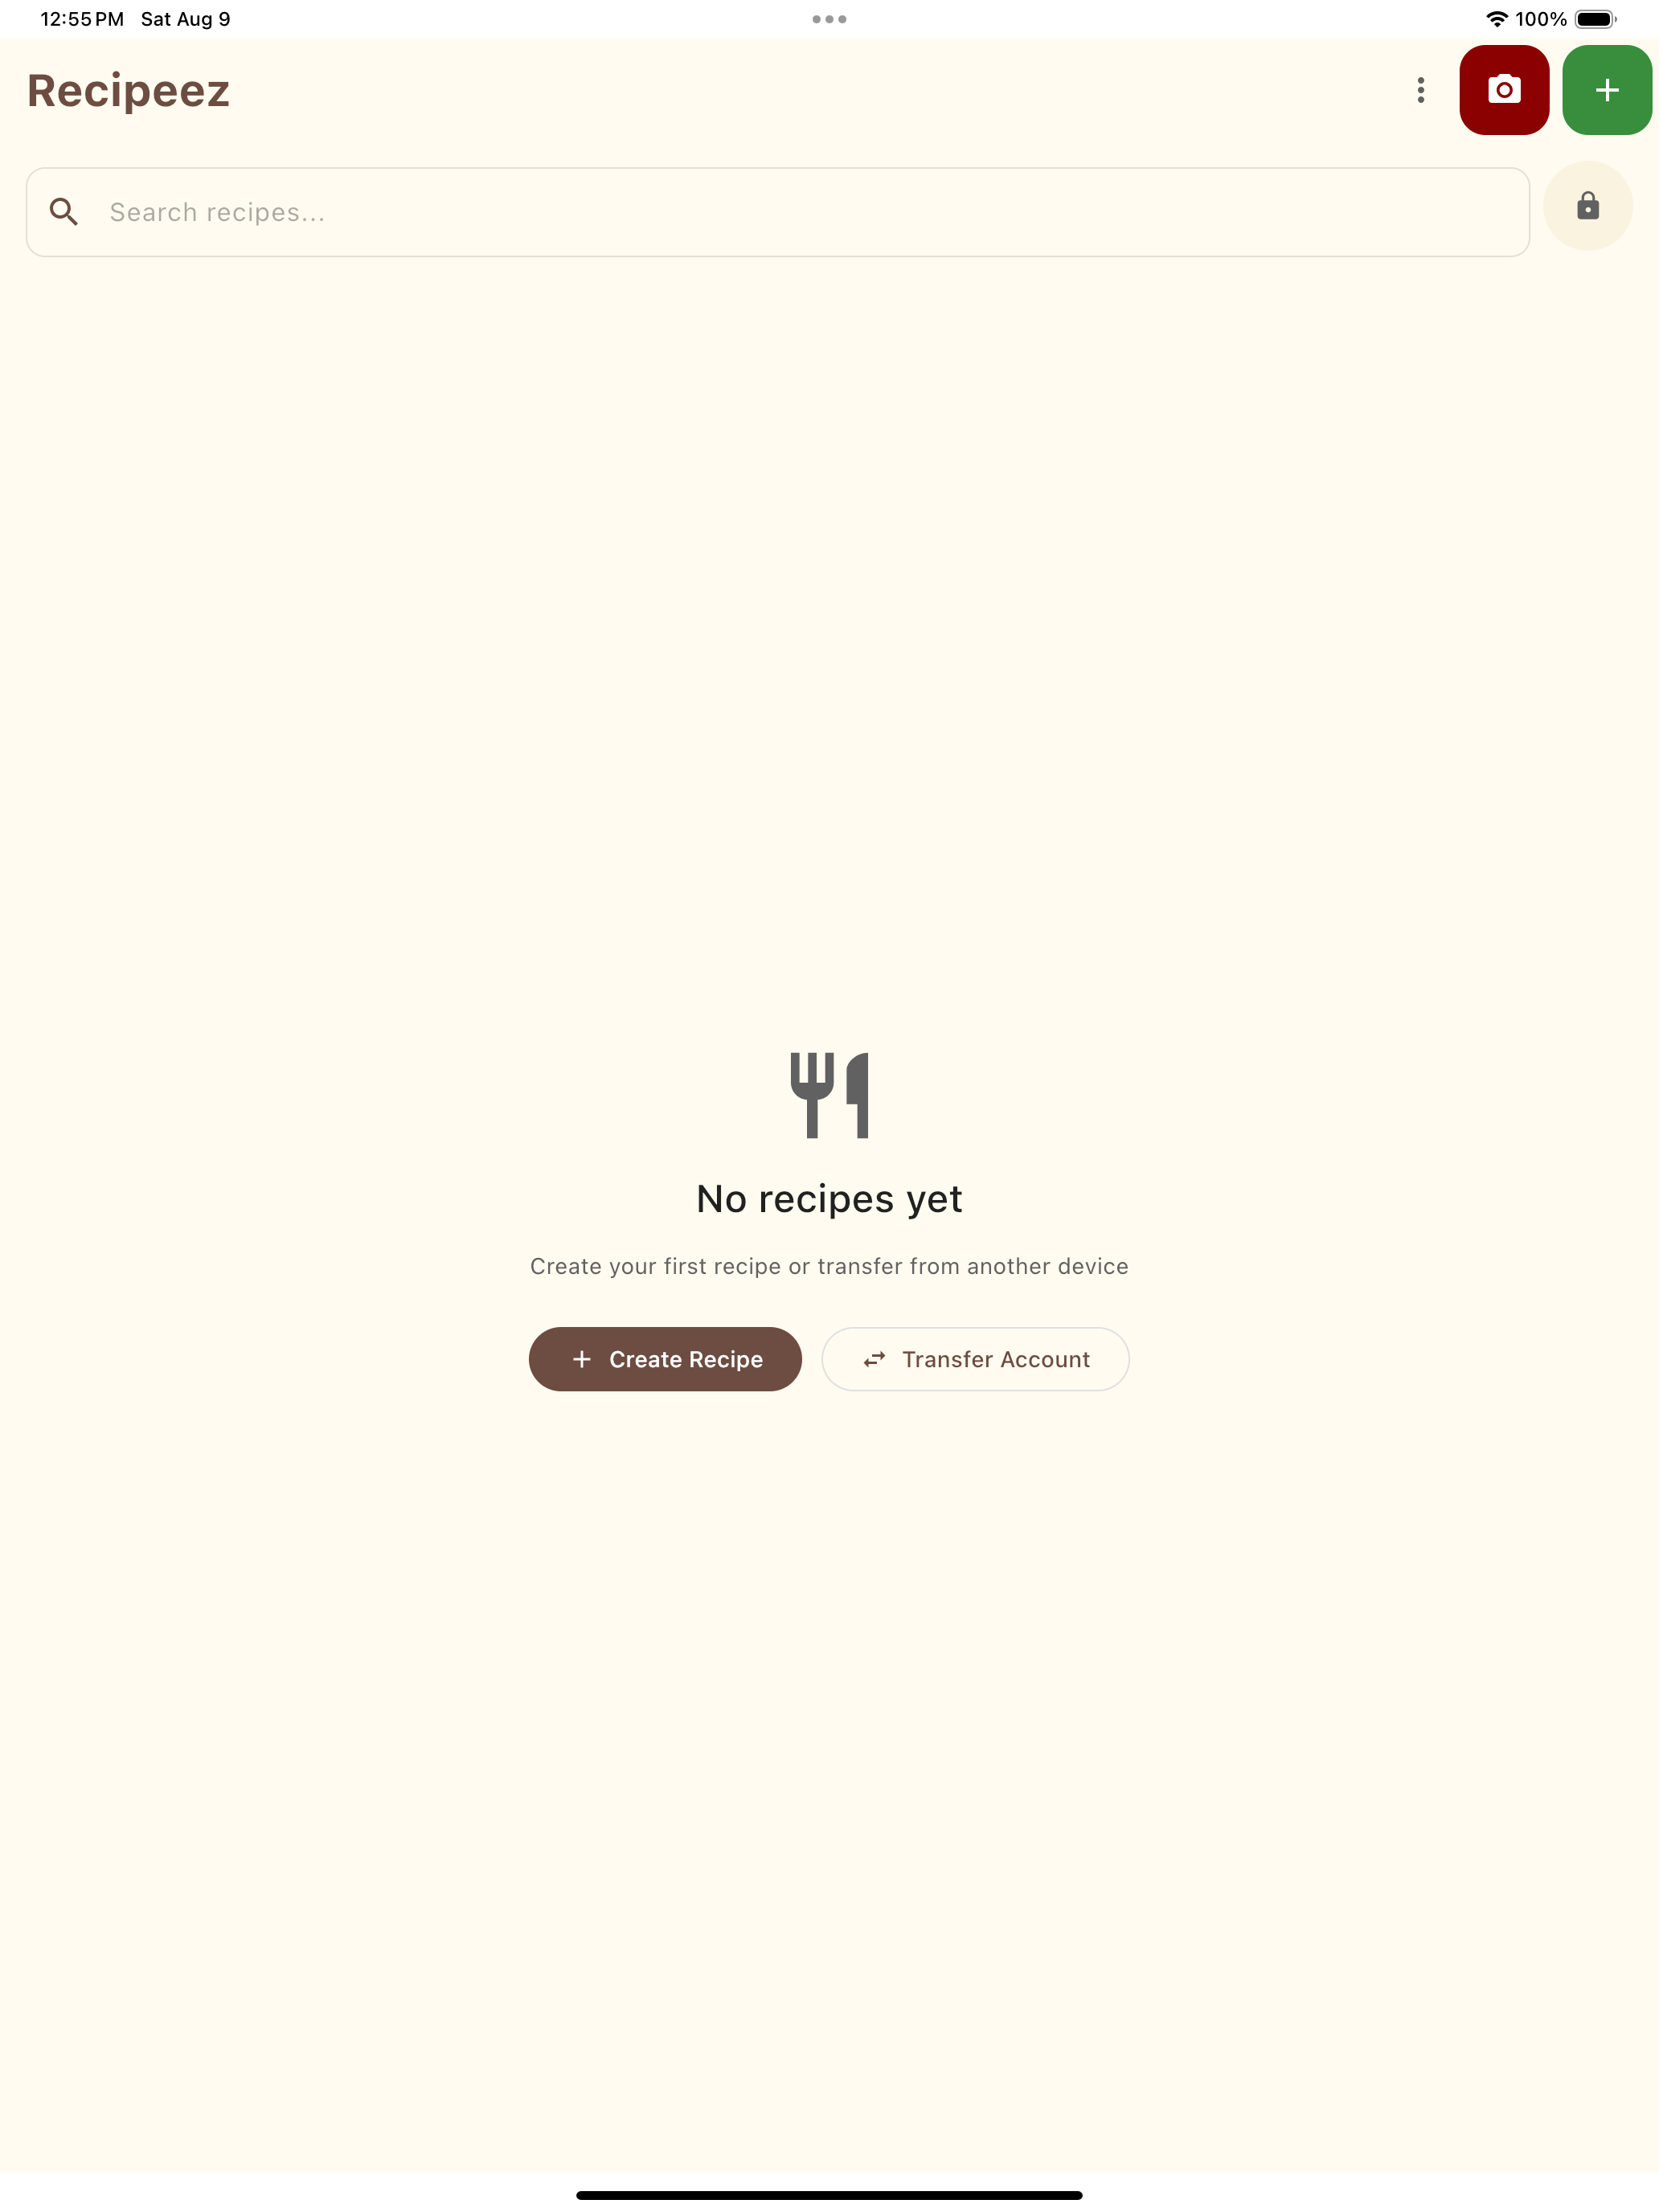 12:55 PM Sat Aug 9 100%
Recipeez
Search recipes...
No recipes yet
Create your first recipe or transfer from another device
Create Recipe Transfer Account